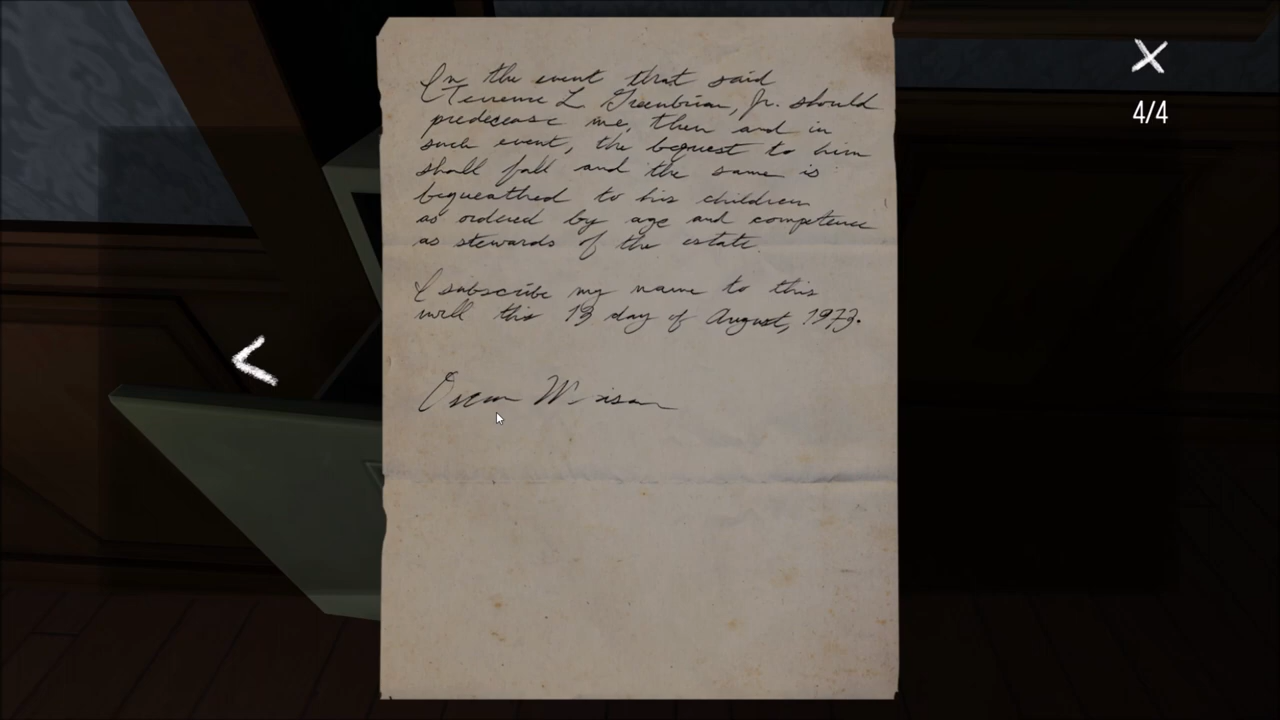 4/4
In the event that said
Terrence L. Greenbriar, Jr. should
predecease me, then and in
such event, the bequest to him
shall fall and the same is
bequeathed to his children
as ordered by age and competence
as stewards of the estate.
I subscribe my name to this
will this 13 day of August, 1973.
Oscar